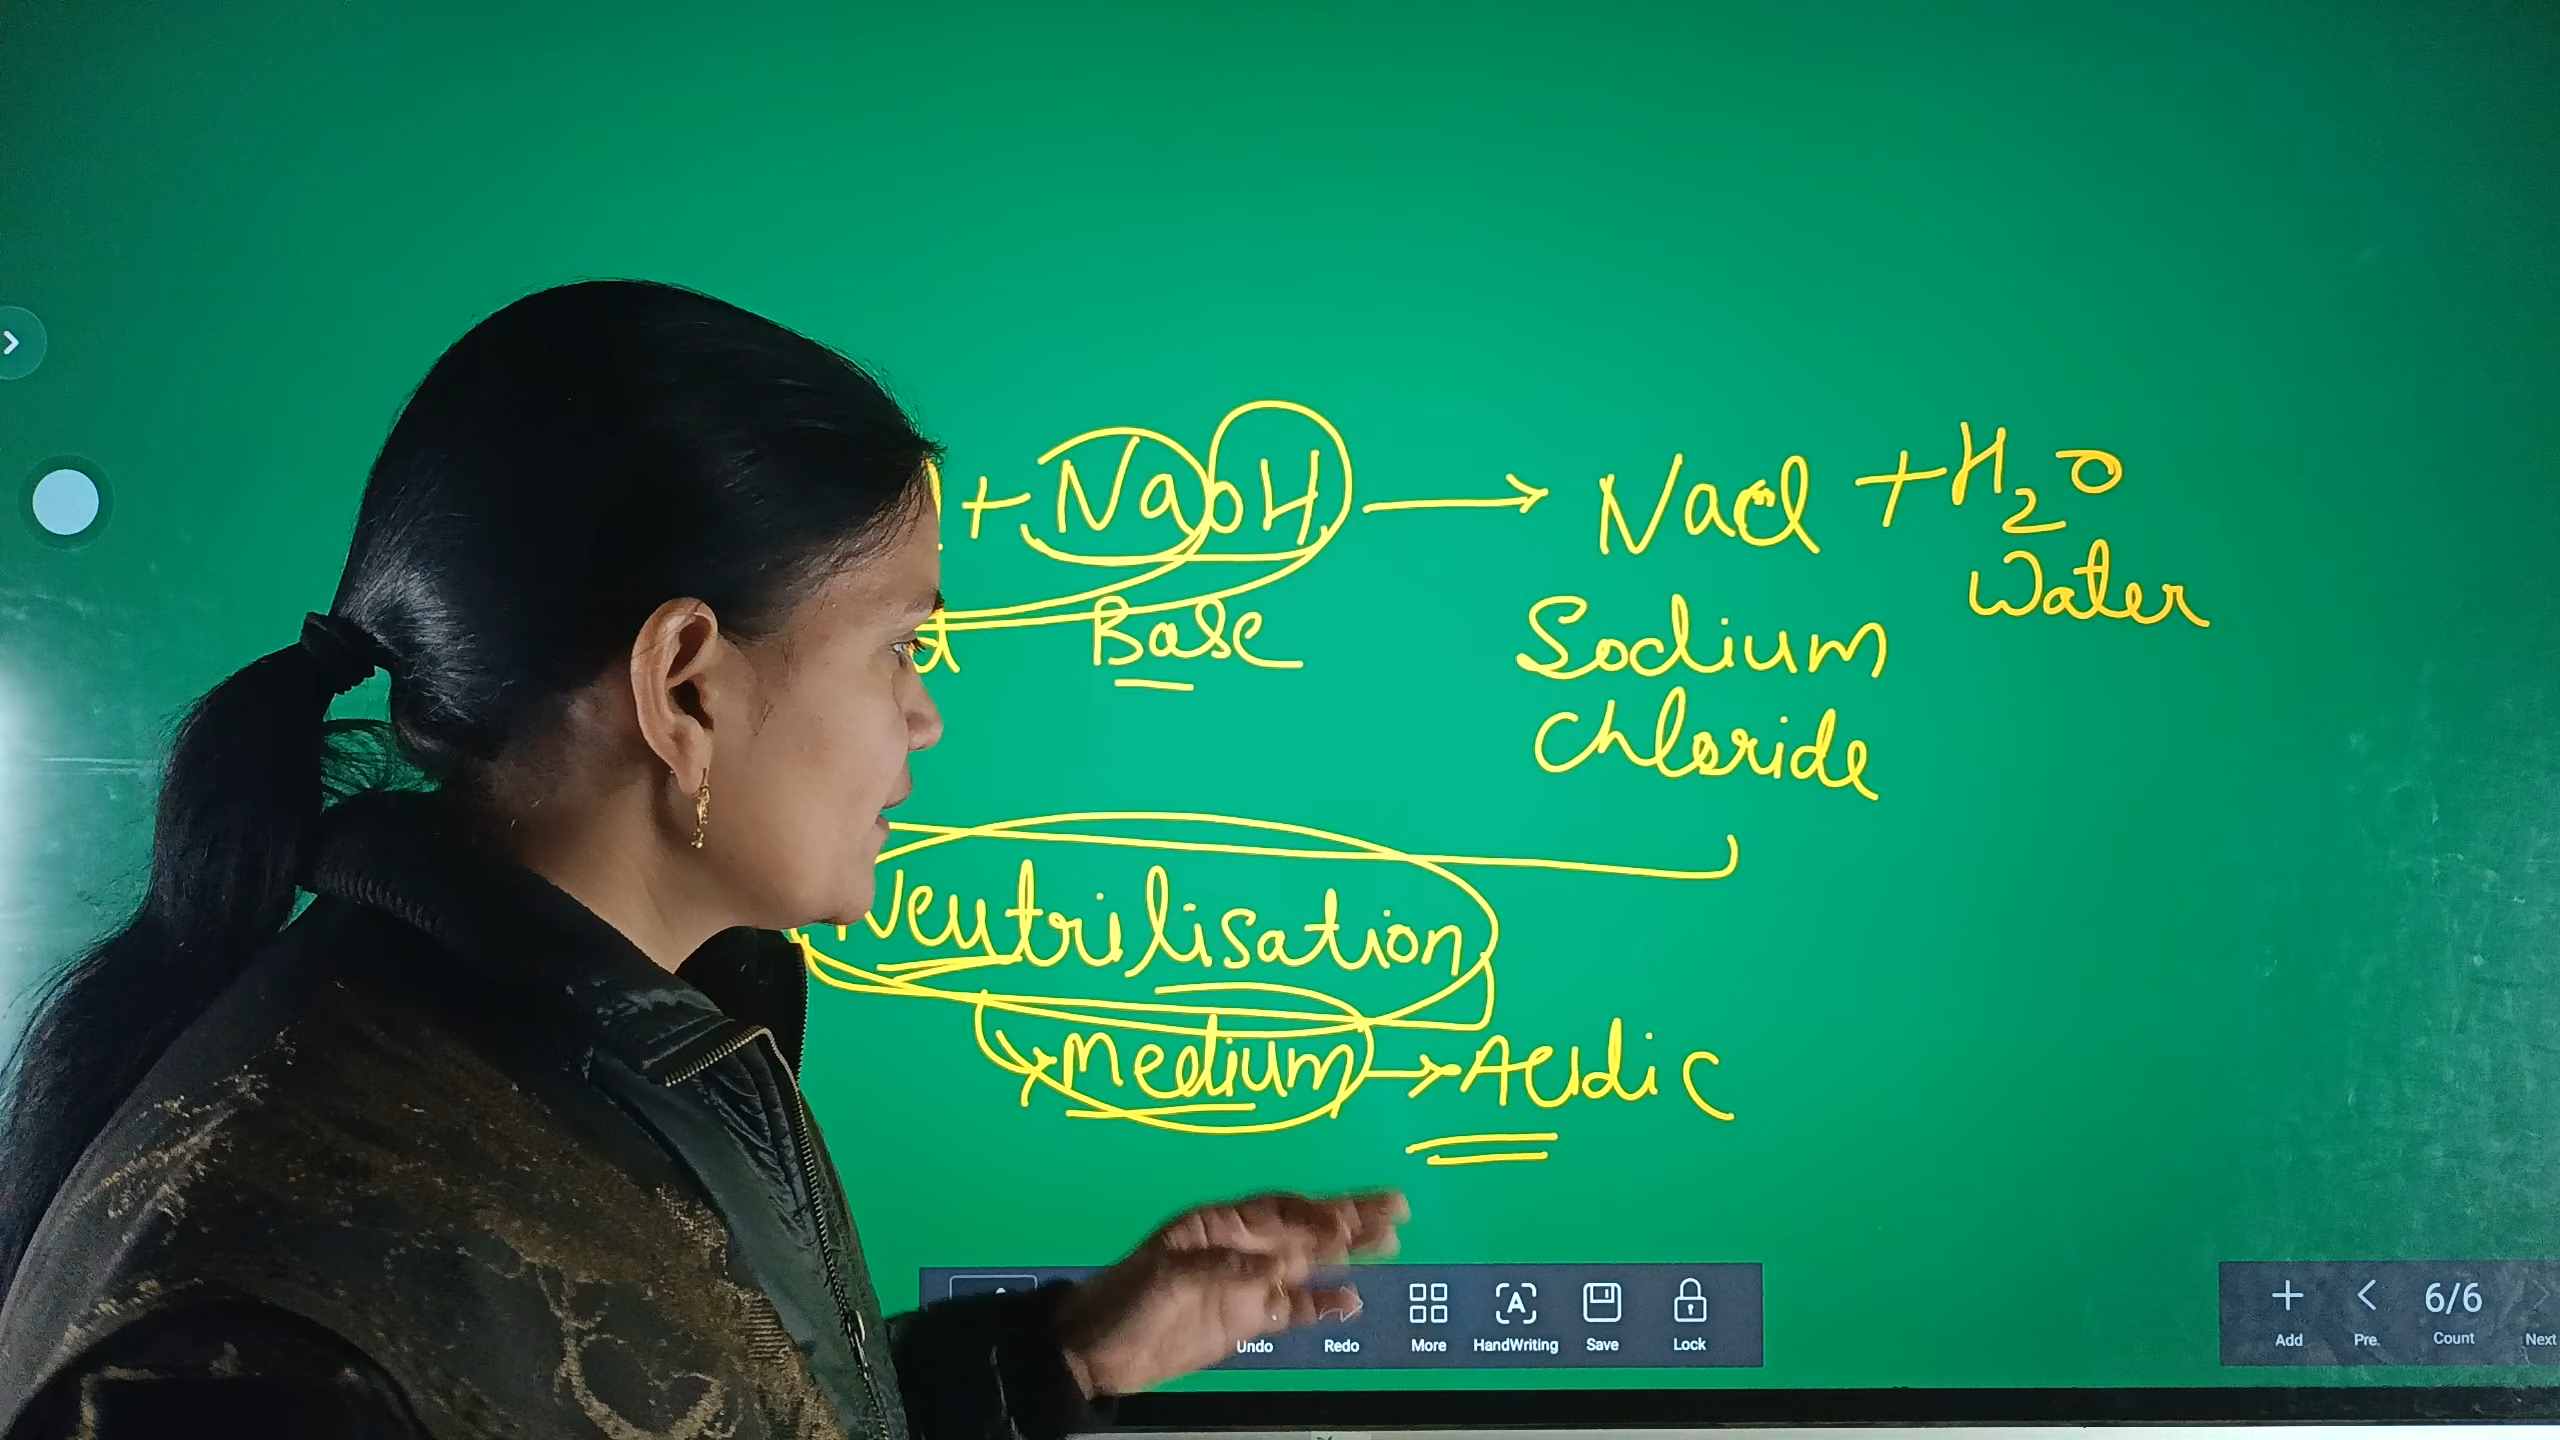 + NaOH → NaCl + H2O
Base
Water
Sodium
Chloride
Neutrilisation
→ Medium → Acidic
Undo Redo More HandWriting Save Lock
Add Pre. 6/6 Count Next